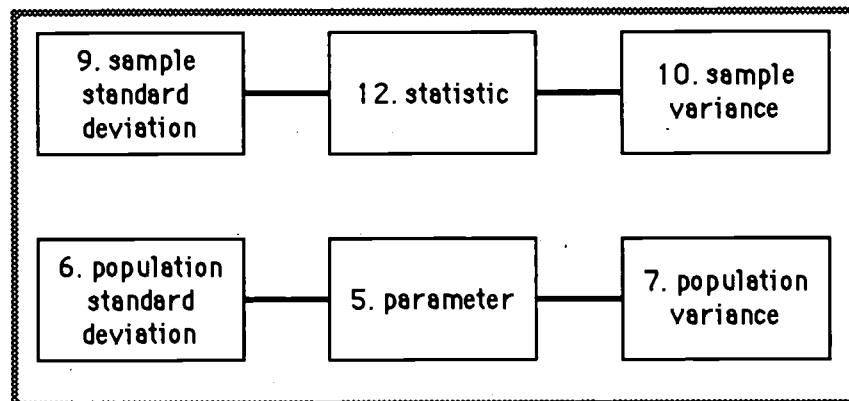 9. sample
standard
deviation
12. statistic
10. sample
variance
6. population
standard
deviation
5. parameter
7. population
variance